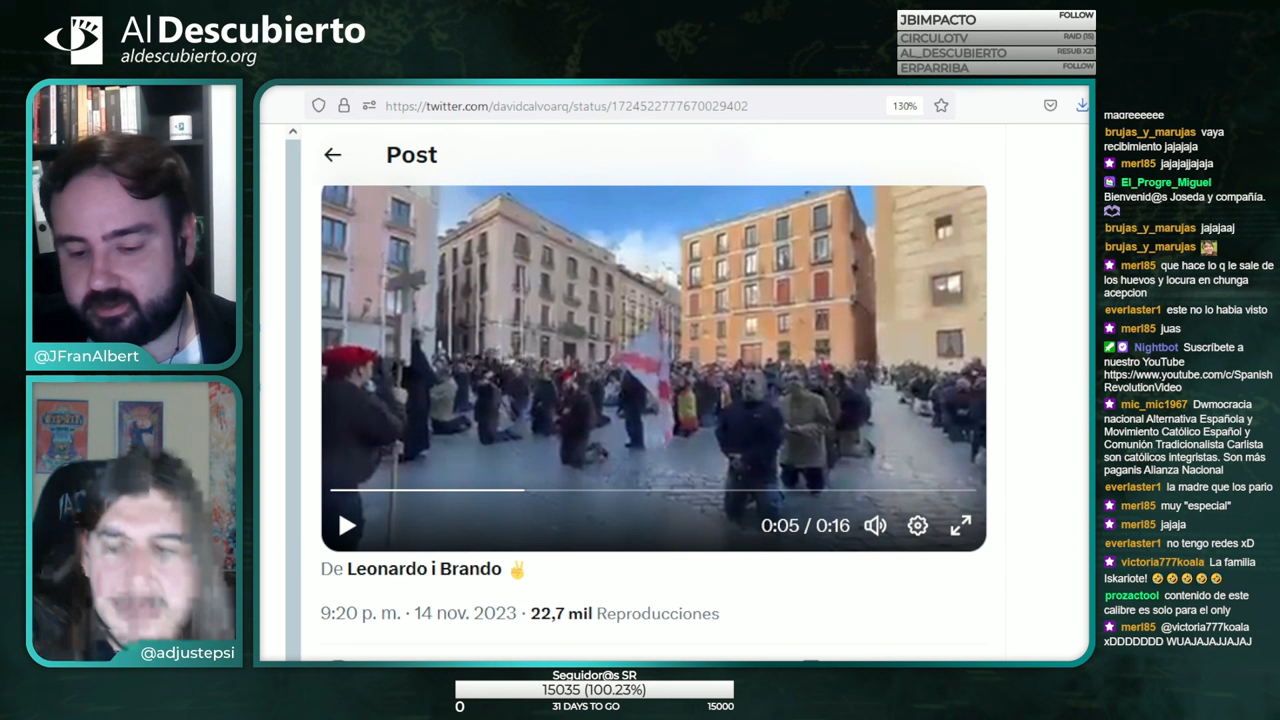 Al Descubierto
aldescubierto.org
JBIMPACTO FOLLOW
CIRCULOTV RAID (15)
AL_DESCUBIERTO RESUB X21
ERPARRIBA FOLLOW
@JFranAlbert
@adjustepsi
https://twitter.com/davidcalvoarq/status/1724522777670029402
130%
Post
0:05 / 0:16
De Leonardo i Brando ✌
9:20 p. m. · 14 nov. 2023 · 22,7 mil Reproducciones
madreeeeee
brujas_y_marujas vaya
recibimiento jajajaja
merl85 jajajajjajaja
El_Progre_Miguel
Bienvenid@s Joseda y compañía.
brujas_y_marujas jajajaaj
brujas_y_marujas
merl85 que hace lo q le sale de
los huevos y locura en chunga
acepcion
everlaster1 este no lo habia visto
merl85 juas
Nightbot Suscríbete a
nuestro YouTube
https://www.youtube.com/c/Spanish
RevolutionVideo
mic_mic1967 Dwmocracia
nacional Alternativa Española y
Movimiento Católico Español y
Comunión Tradicionalista Carlista
son católicos integristas. Son más
paganis Alianza Nacional
everlaster1 la madre que los pario
merl85 muy "especial"
merl85 jajaja
everlaster1 no tengo redes xD
victoria777koala La familia
Iskariote! 🤣🤣🤣🤣🤣
prozactool contenido de este
calibre es solo para el only
merl85 @victoria777koala
xDDDDDDD WUAJAJAJJAJAJ
Seguidor@s SR
15035 (100.23%)
0 31 DAYS TO GO 15000